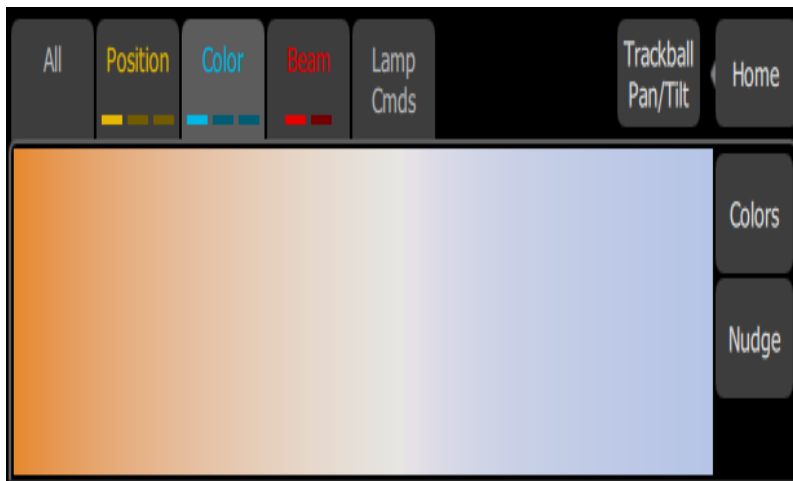 All
Position
Color
Beam
Lamp
Cmds
Trackball
Pan/Tilt
Home
Colors
Nudge